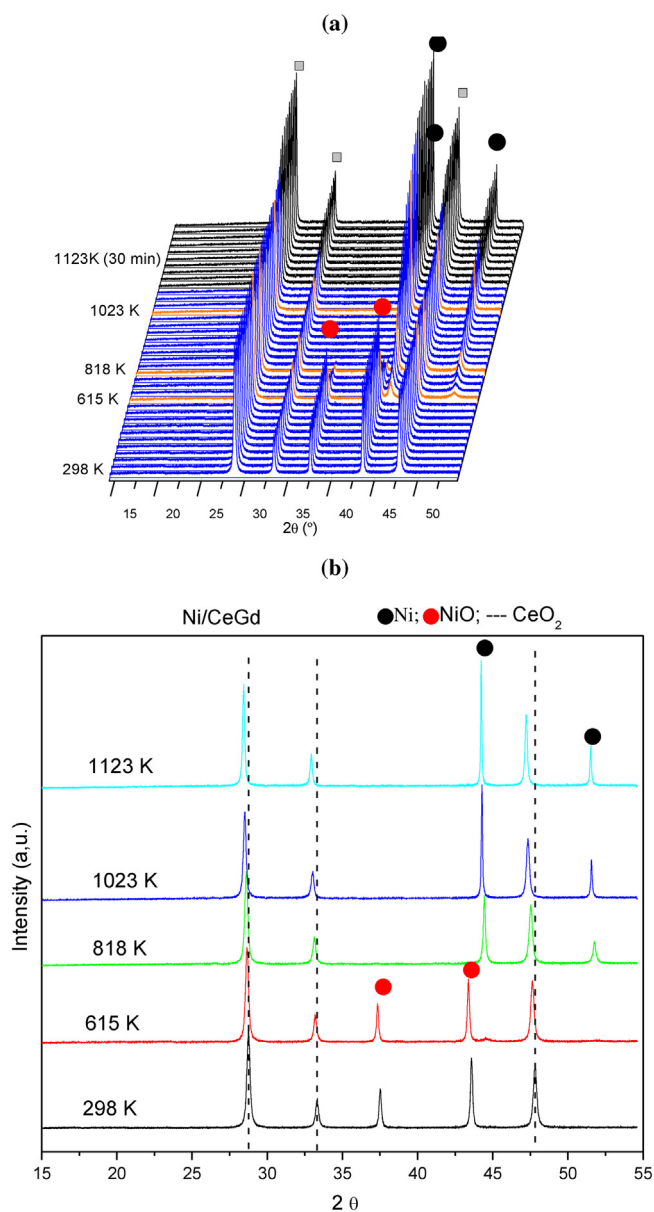 (a)
1123K (30 min)
1023 K
818 K
615 K
298 K
15 20 25 30 35 40 45 50
2θ (°)
(b)
Ni/CeGd
Ni; NiO; --- CeO₂
1123 K
1023 K
818 K
615 K
298 K
Intensity (a,u.)
15 20 25 30 35 40 45 50 55
2 θ